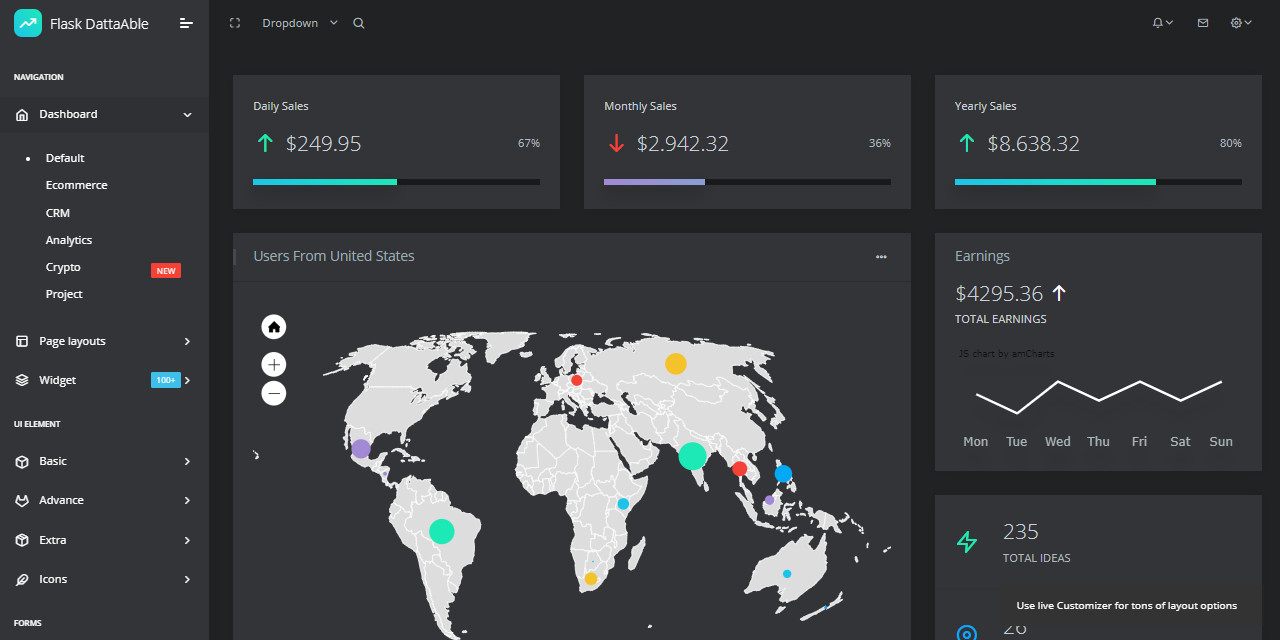 Flask DattaAble
Dropdown
NAVIGATION
Dashboard
Default
Ecommerce
CRM
Analytics
Crypto NEW
Project
Page layouts
Widget 100+
UI ELEMENT
Basic
Advance
Extra
Icons
FORMS
Daily Sales
$249.95 67%
Monthly Sales
$2.942.32 36%
Yearly Sales
$8.638.32 80%
Users From United States
Earnings
$4295.36
TOTAL EARNINGS
JS chart by amCharts
Mon Tue Wed Thu Fri Sat Sun
235
TOTAL IDEAS
Use live Customizer for tons of layout options
26